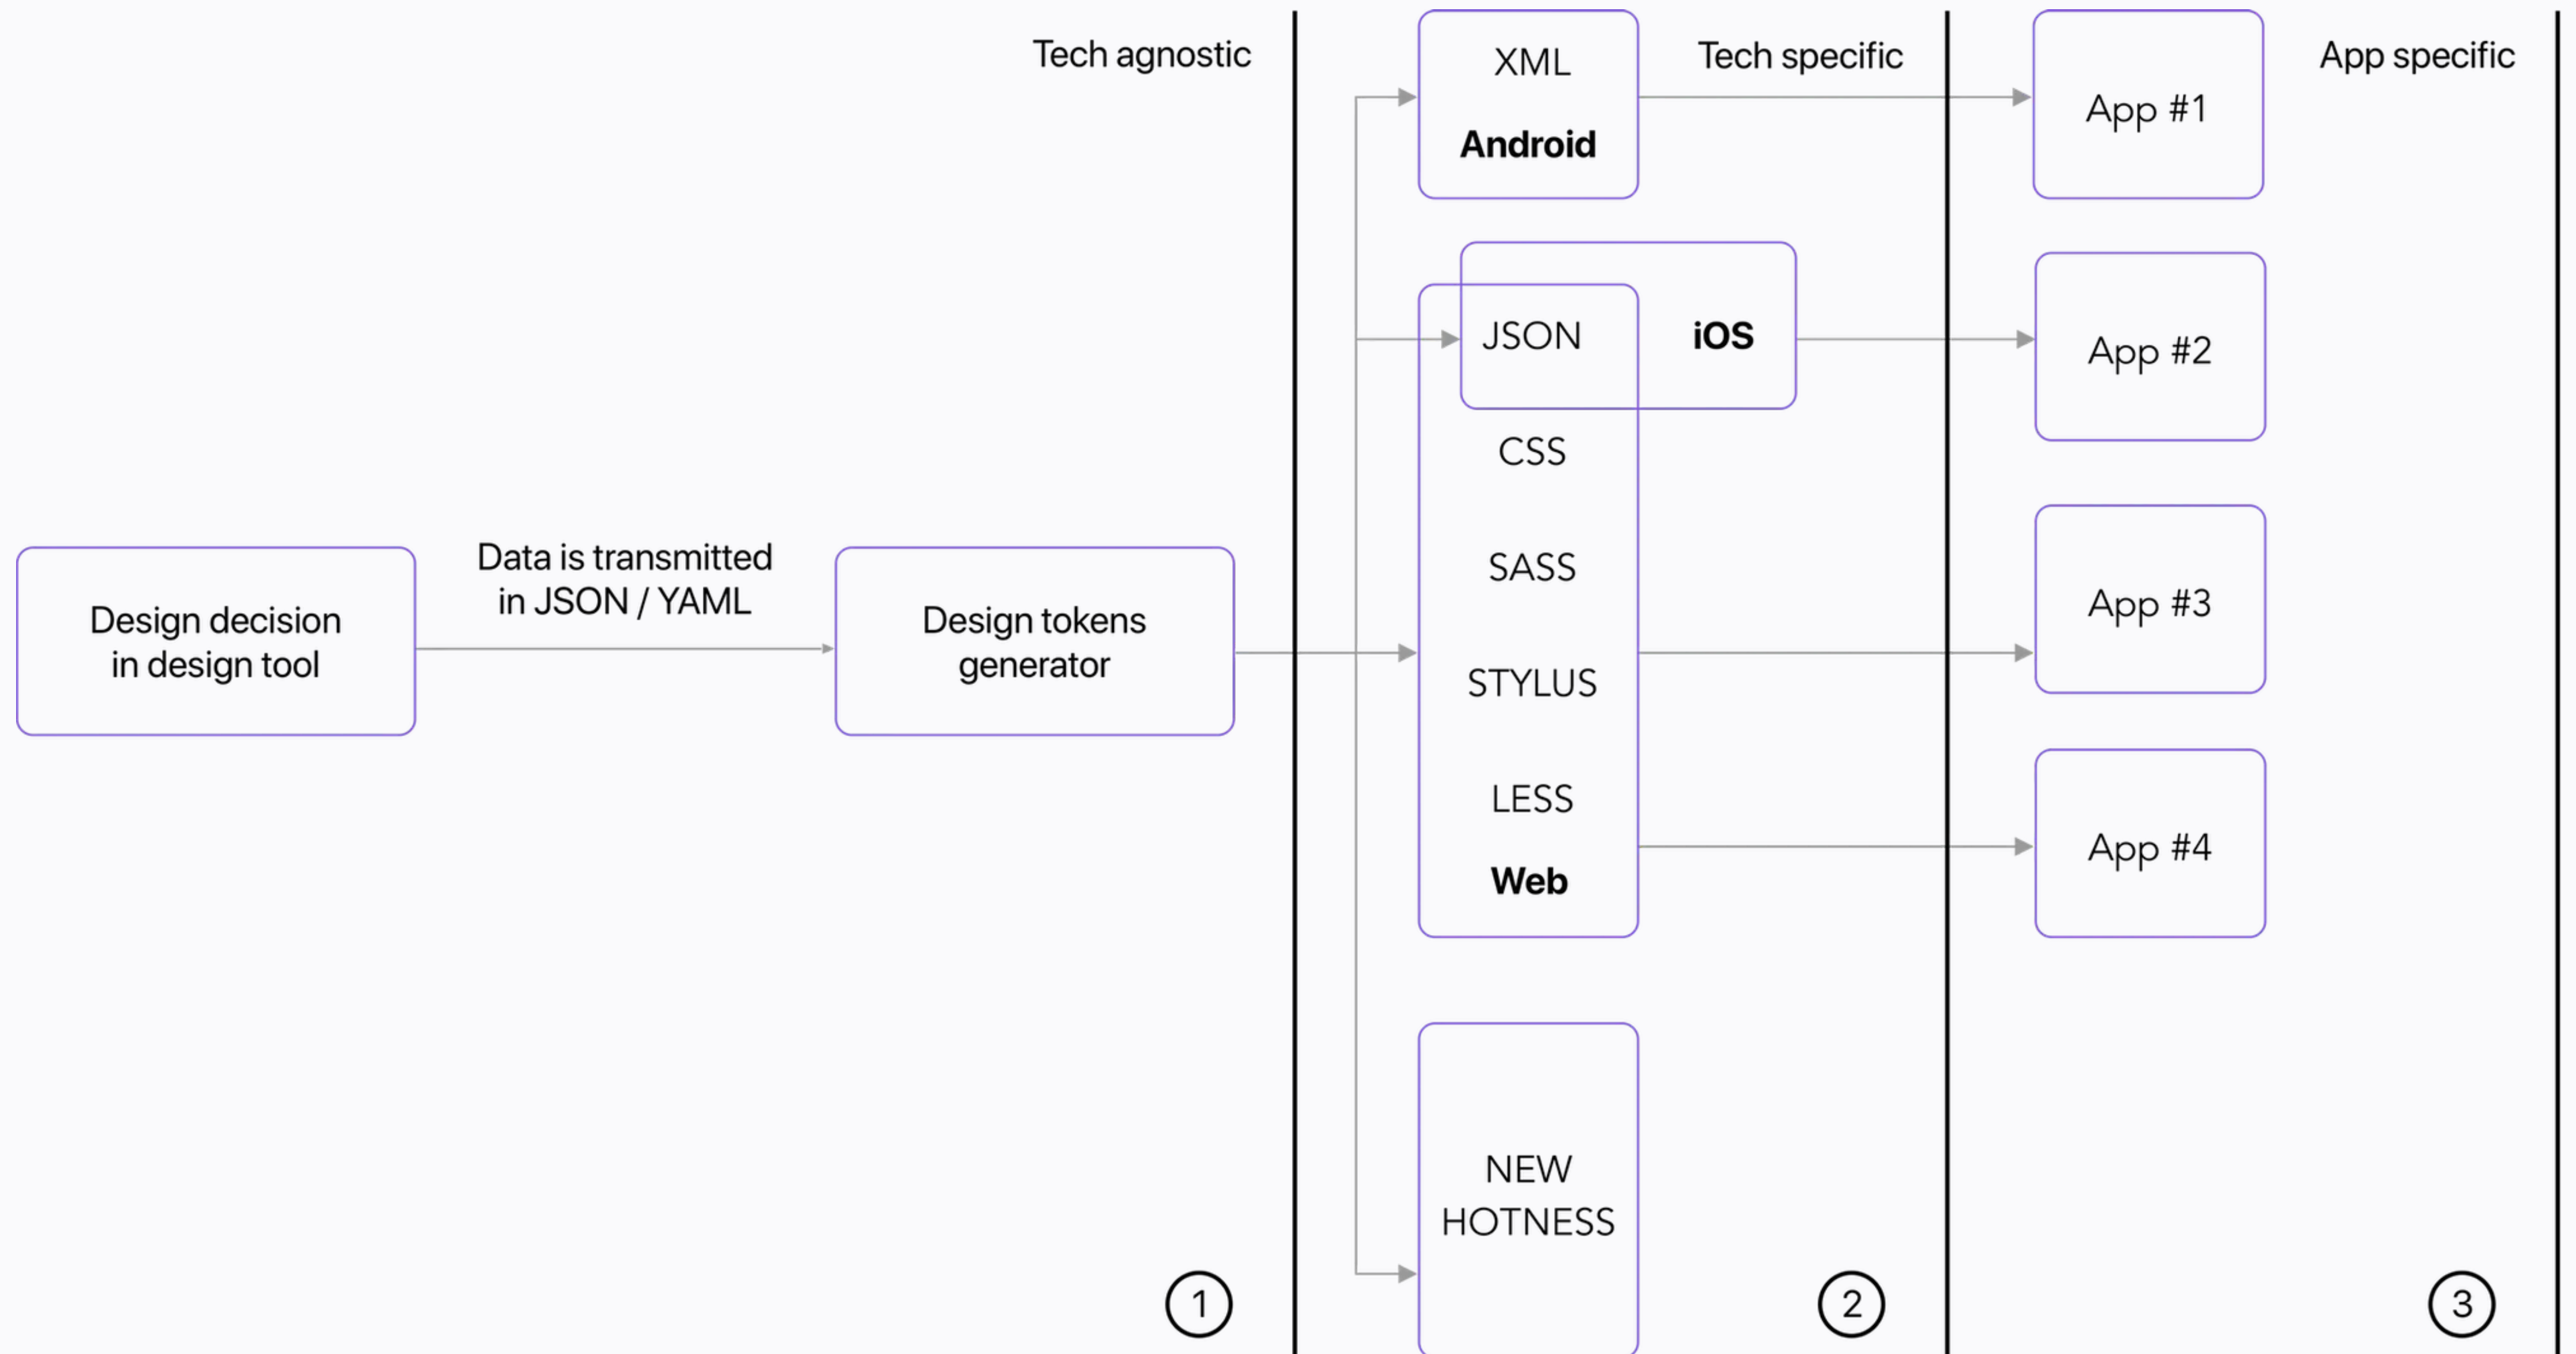 Tech agnostic
Design decision
in design tool
Data is transmitted
in JSON / YAML
Design tokens
generator
1
Tech specific
XML
Android
JSON
iOS
CSS
SASS
STYLUS
LESS
Web
NEW
HOTNESS
2
App specific
App #1
App #2
App #3
App #4
3